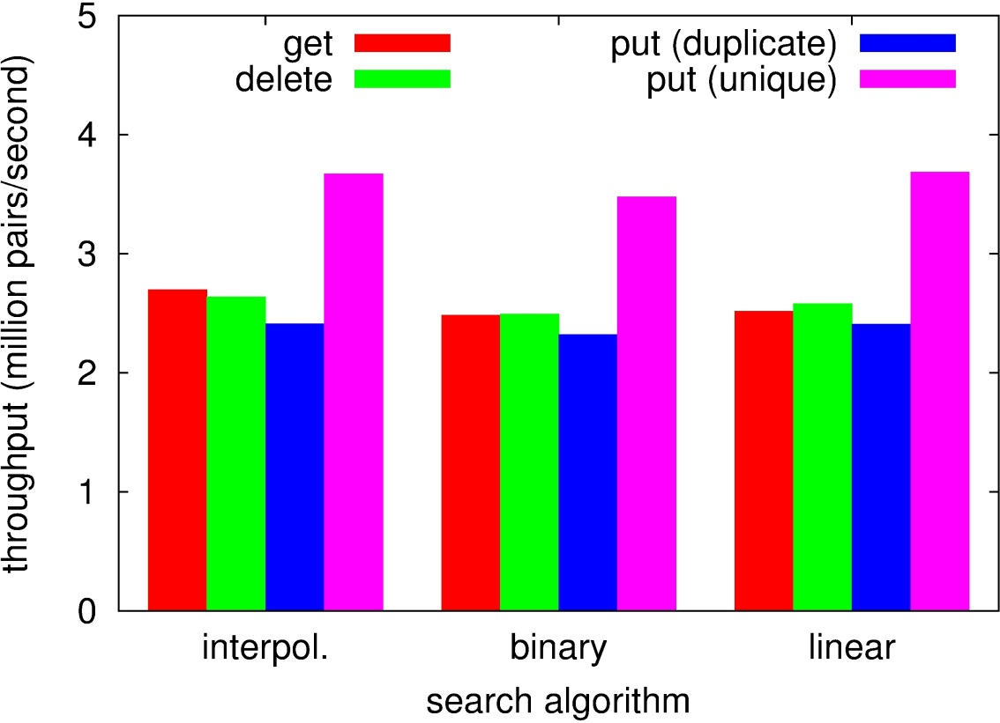 throughput (million pairs/second)
5
4
3
2
1
0
get
delete
put (duplicate)
put (unique)
interpol.
binary
linear
search algorithm